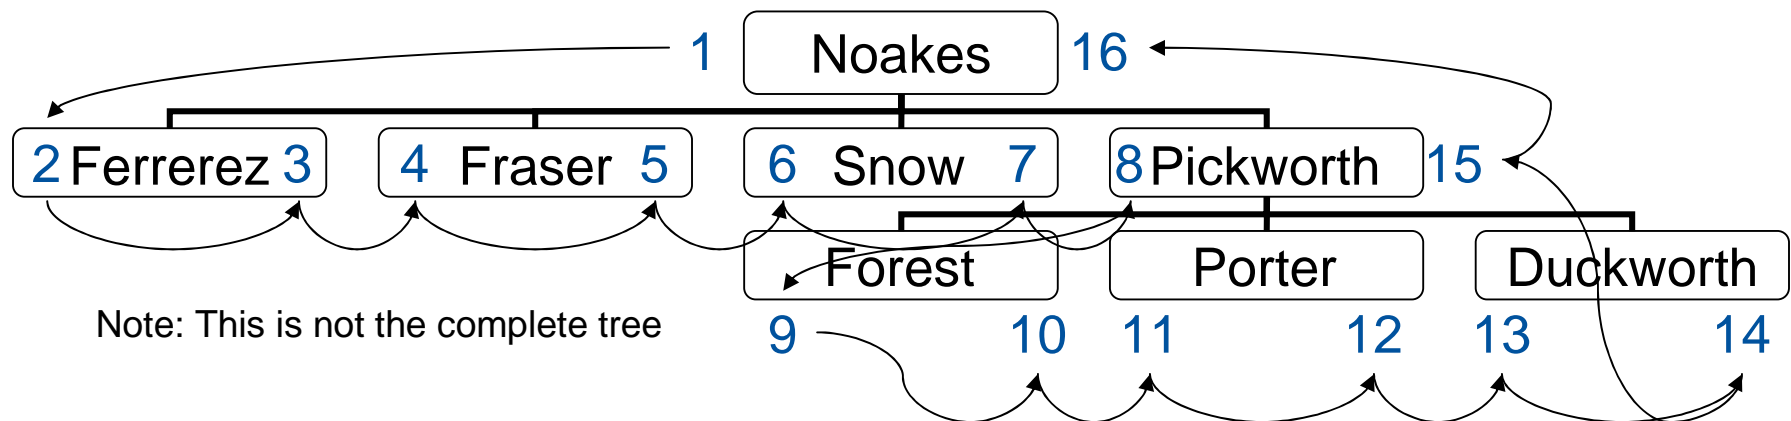 1 Noakes 16
2 Ferrerez 3 4 Fraser 5 6 Snow 7 8 Pickworth 15
Forest Porter Duckworth
Note: This is not the complete tree
9 10 11 12 13 14